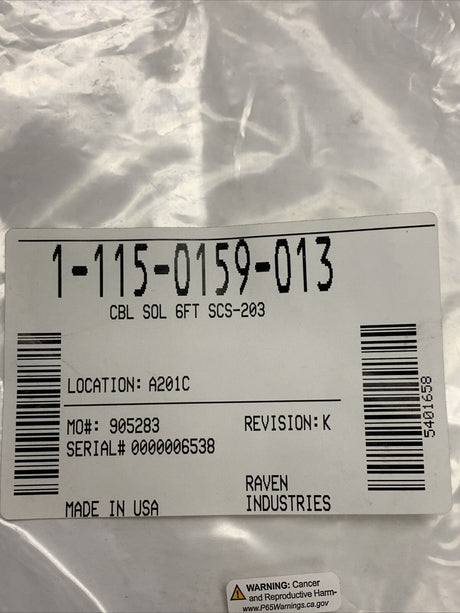 1-115-0159-013
CBL SOL 6FT SCS-203
LOCATION: A201C
MO#: 905283
REVISION: K
SERIAL# 0000006538
RAVEN
INDUSTRIES
MADE IN USA
5401658
WARNING: Cancer
and Reproductive Harm-
www.P65Warnings.ca.gov